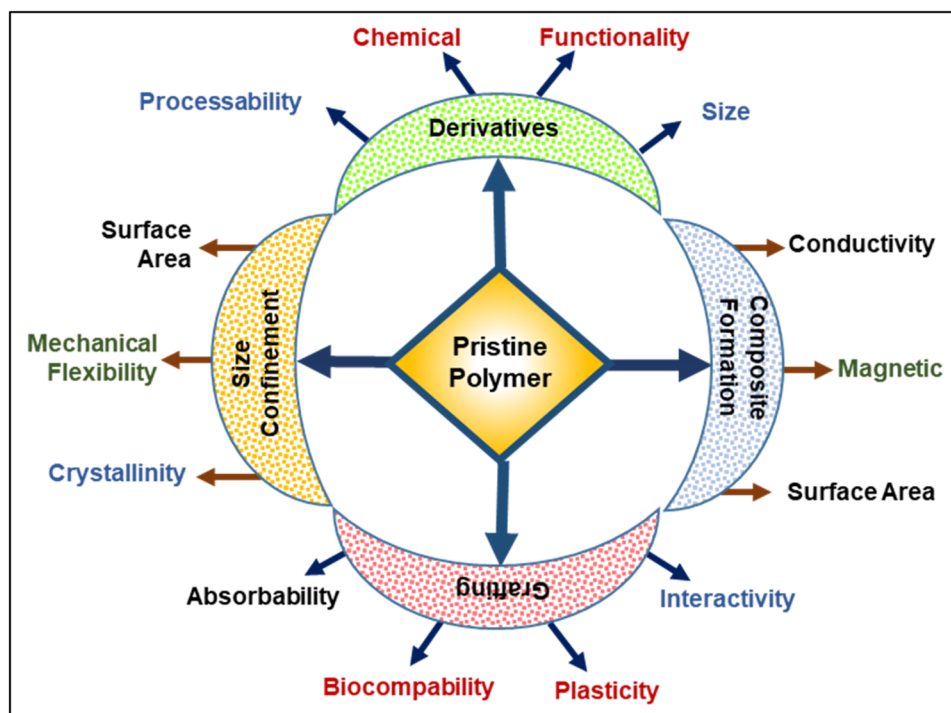 Chemical
Functionality
Processability
Size
Derivatives
Surface
Area
Mechanical
Flexibility
Crystallinity
Size
Confinement
Pristine
Polymer
Composite
Formation
Conductivity
Magnetic
Surface Area
Grafting
Absorbability
Interactivity
Biocompability
Plasticity